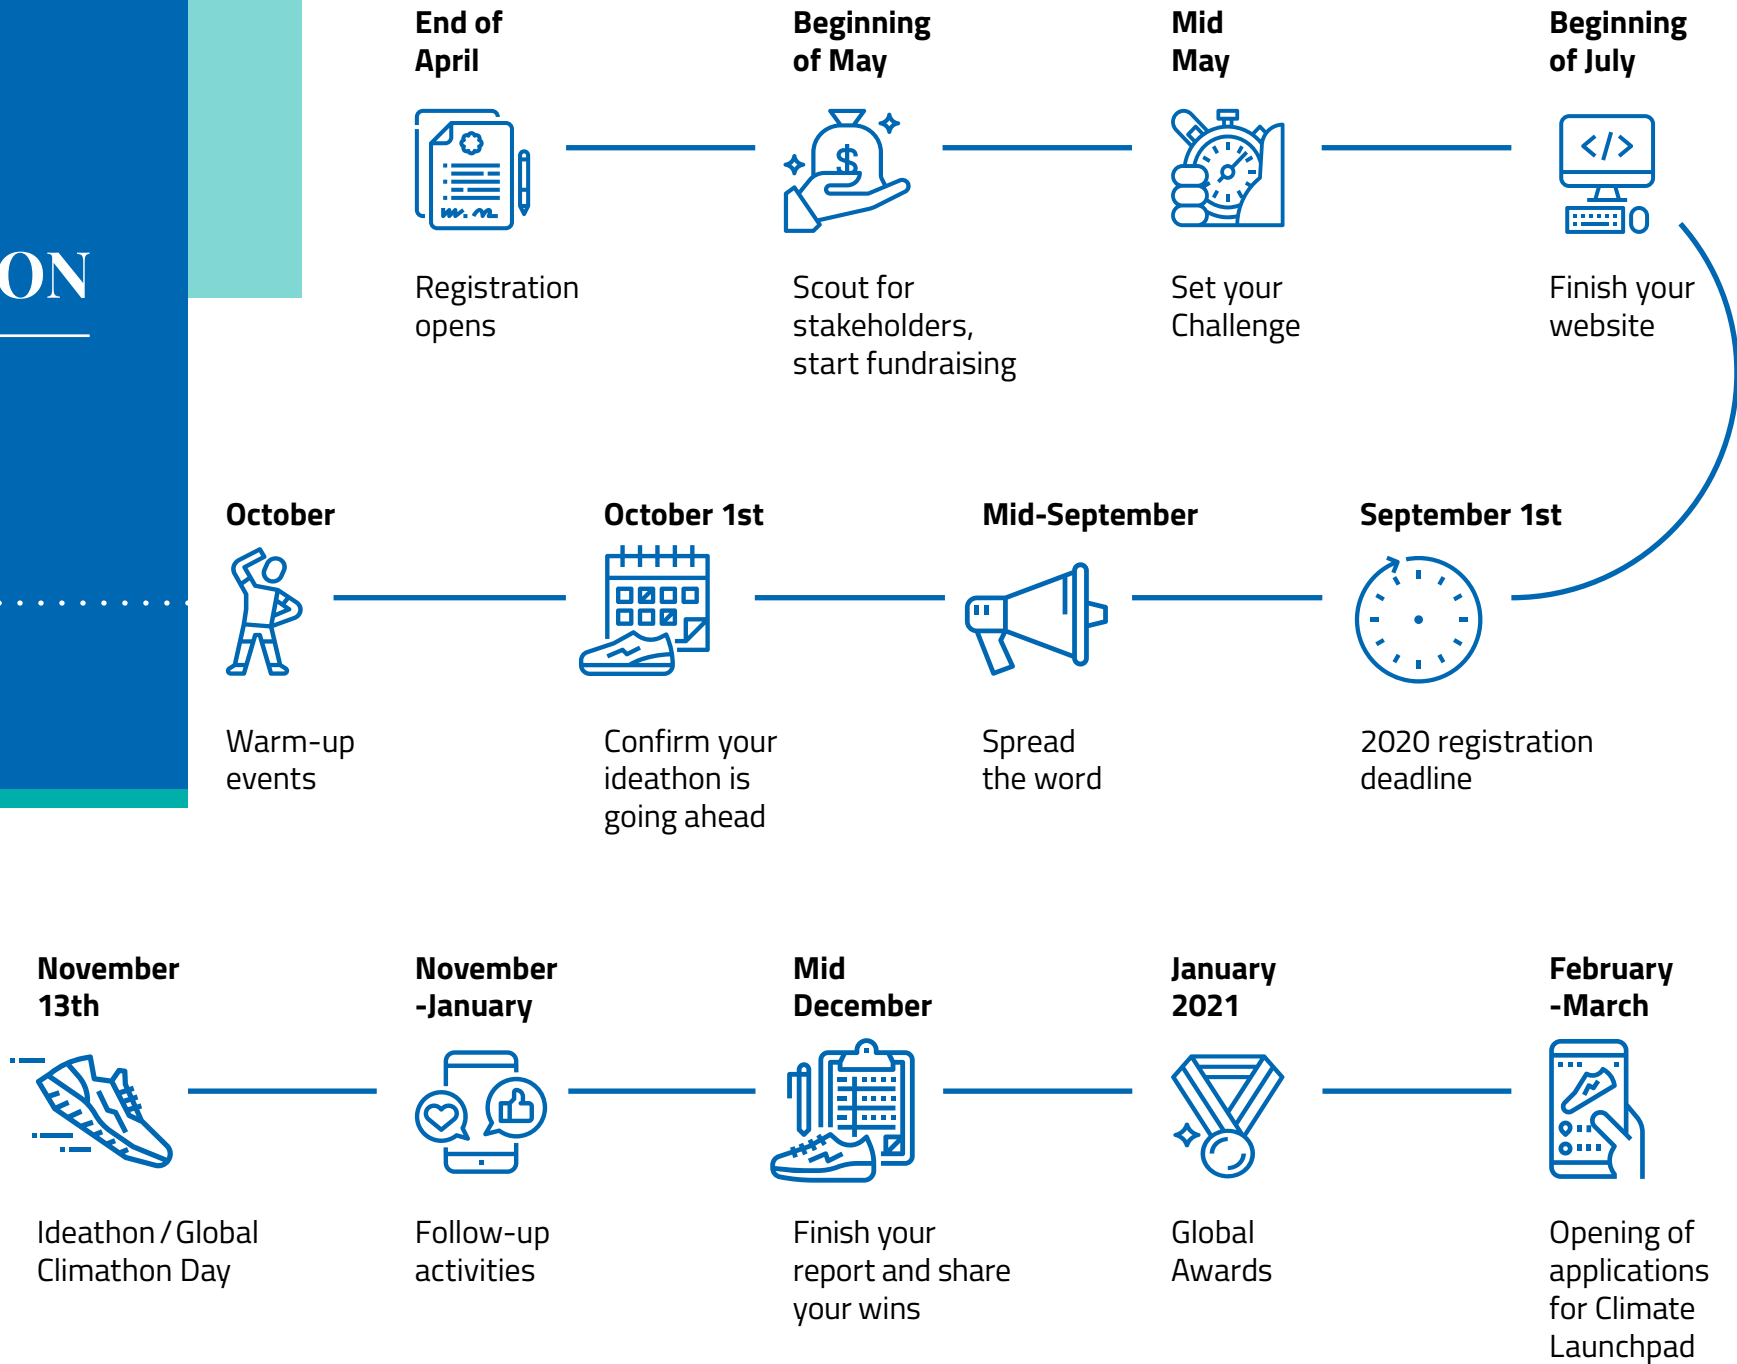 ON
End of
April
Registration
opens
Beginning
of May
Scout for
stakeholders,
start fundraising
Mid
May
Set your
Challenge
Beginning
of July
Finish your
website
October
Warm-up
events
October 1st
Confirm your
ideathon is
going ahead
Mid-September
Spread
the word
September 1st
2020 registration
deadline
November
13th
Ideathon / Global
Climathon Day
November
-January
Follow-up
activities
Mid
December
Finish your
report and share
your wins
January
2021
Global
Awards
February
-March
Opening of
applications
for Climate
Launchpad